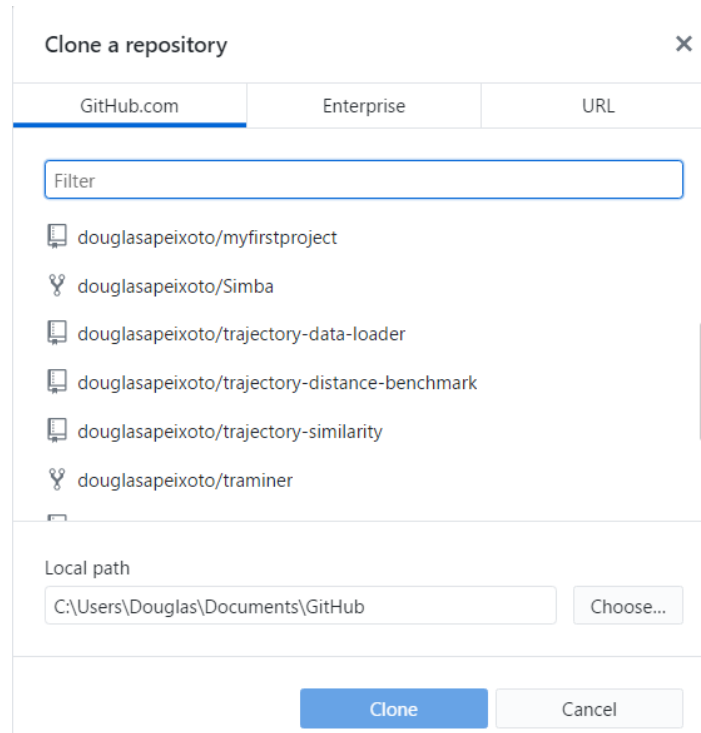 Clone a repository
GitHub.com Enterprise URL
Filter
douglasapeixoto/myfirstproject
douglasapeixoto/Simba
douglasapeixoto/trajectory-data-loader
douglasapeixoto/trajectory-distance-benchmark
douglasapeixoto/trajectory-similarity
douglasapeixoto/traminer
Local path
C:\Users\Douglas\Documents\GitHub Choose...
Clone Cancel